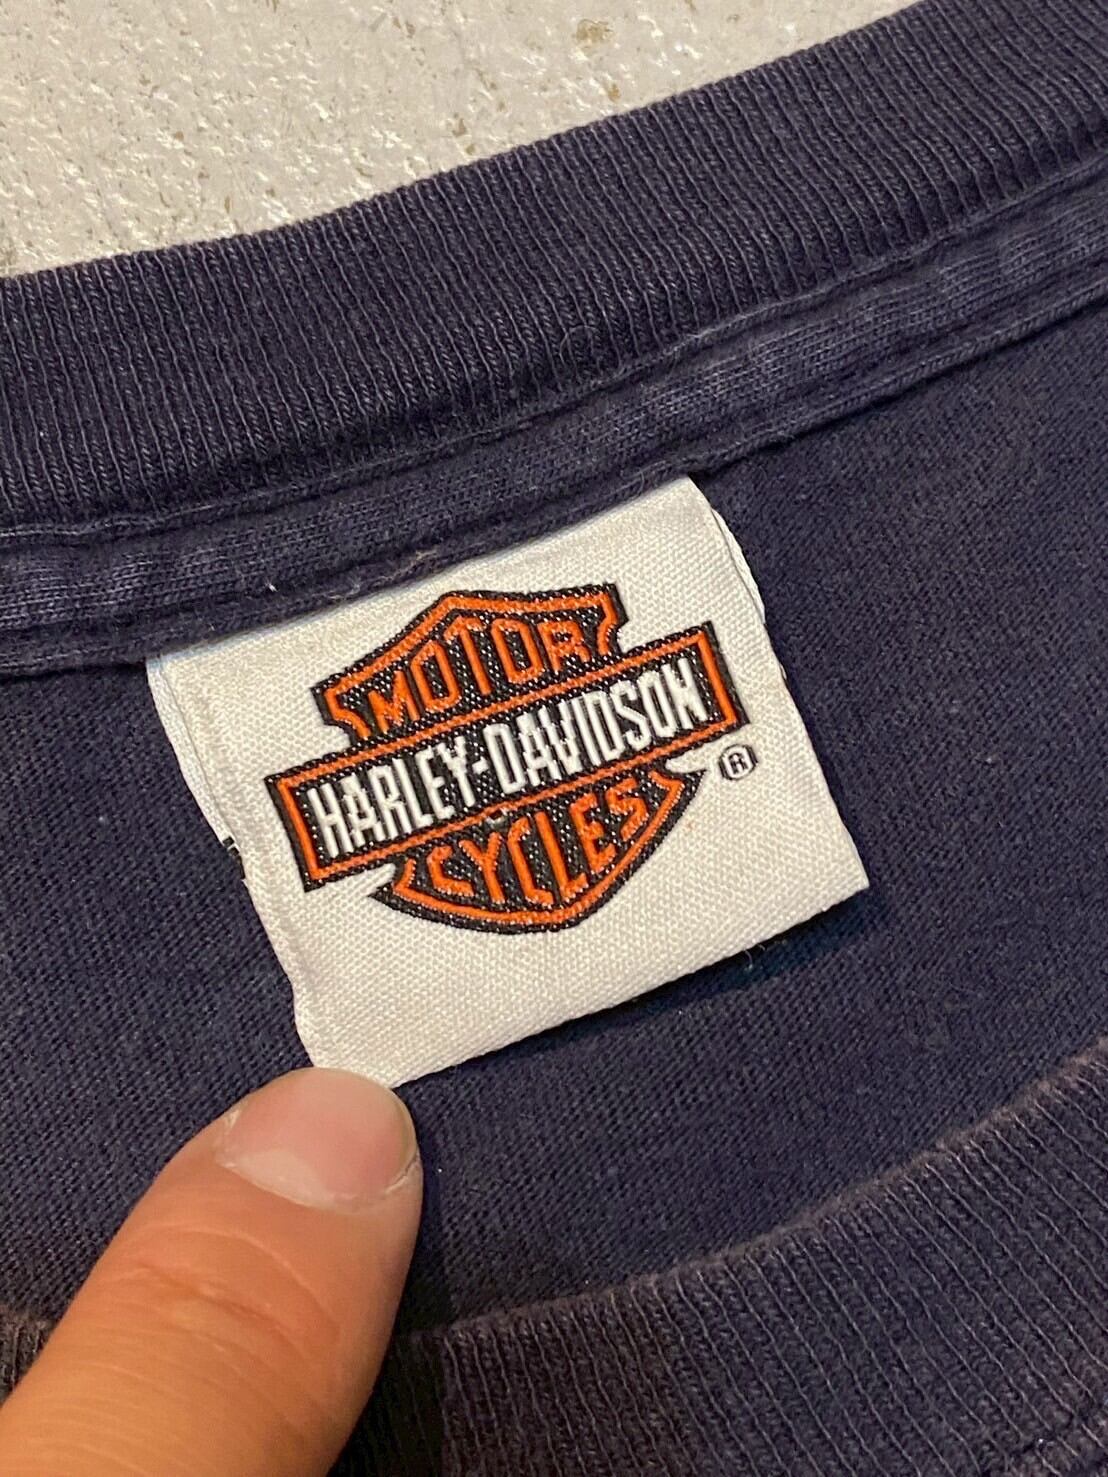 MOTOR
HARLEY-DAVIDSON
®
CYCLES